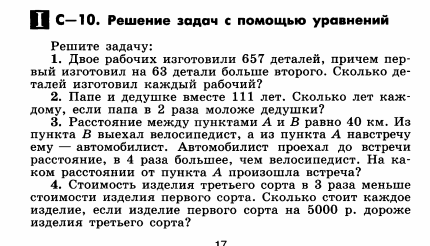 I С—10. Решение задач с помощью уравнений
Решите задачу:
1. Двое рабочих изготовили 657 деталей, причем пер-
вый изготовил на 63 детали больше второго. Сколько де-
талей изготовил каждый рабочий?
2. Папе и дедушке вместе 111 лет. Сколько лет каж-
дому, если папа в 2 раза моложе дедушки?
3. Расстояние между пунктами A и B равно 40 км. Из
пункта B выехал велосипедист, а из пункта A навстречу
ему — автомобилист. Автомобилист проехал до встречи
расстояние, в 4 раза большее, чем велосипедист. На ка-
ком расстоянии от пункта A произошла встреча?
4. Стоимость изделия третьего сорта в 3 раза меньше
стоимости изделия первого сорта. Сколько стоит каждое
изделие, если изделие первого сорта на 5000 р. дороже
изделия третьего сорта?
17